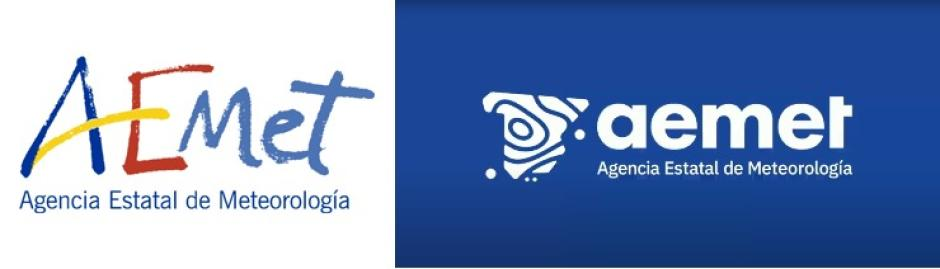 AEmet
Agencia Estatal de Meteorología
aemet
Agencia Estatal de Meteorología